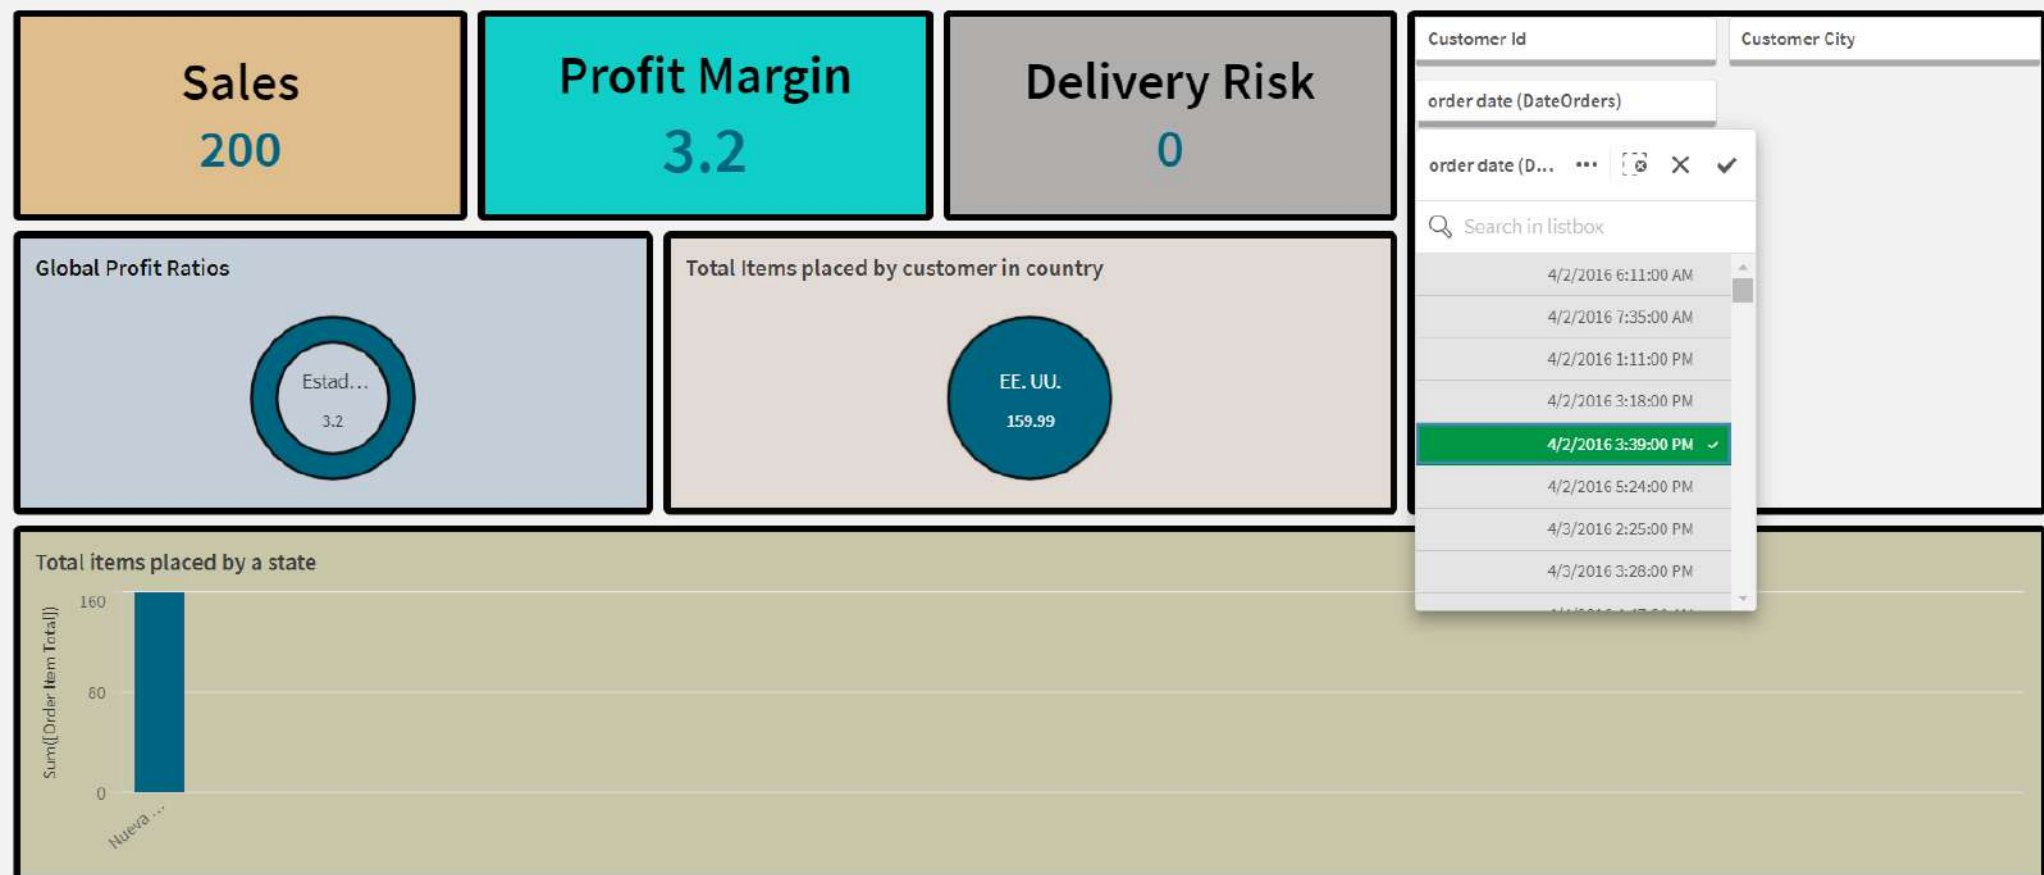 Sales
200
Profit Margin
3.2
Delivery Risk
0
Customer Id
Customer City
order date (DateOrders)
order date (D...
Search in listbox
4/2/2016 6:11:00 AM
4/2/2016 7:35:00 AM
4/2/2016 1:11:00 PM
4/2/2016 3:18:00 PM
4/2/2016 3:39:00 PM
4/2/2016 5:24:00 PM
4/3/2016 2:25:00 PM
4/3/2016 3:28:00 PM
Global Profit Ratios
Estad...
3.2
Total Items placed by customer in country
EE. UU.
159.99
Total items placed by a state
Sum([Order Item Total])
160
80
0
Nueva ...